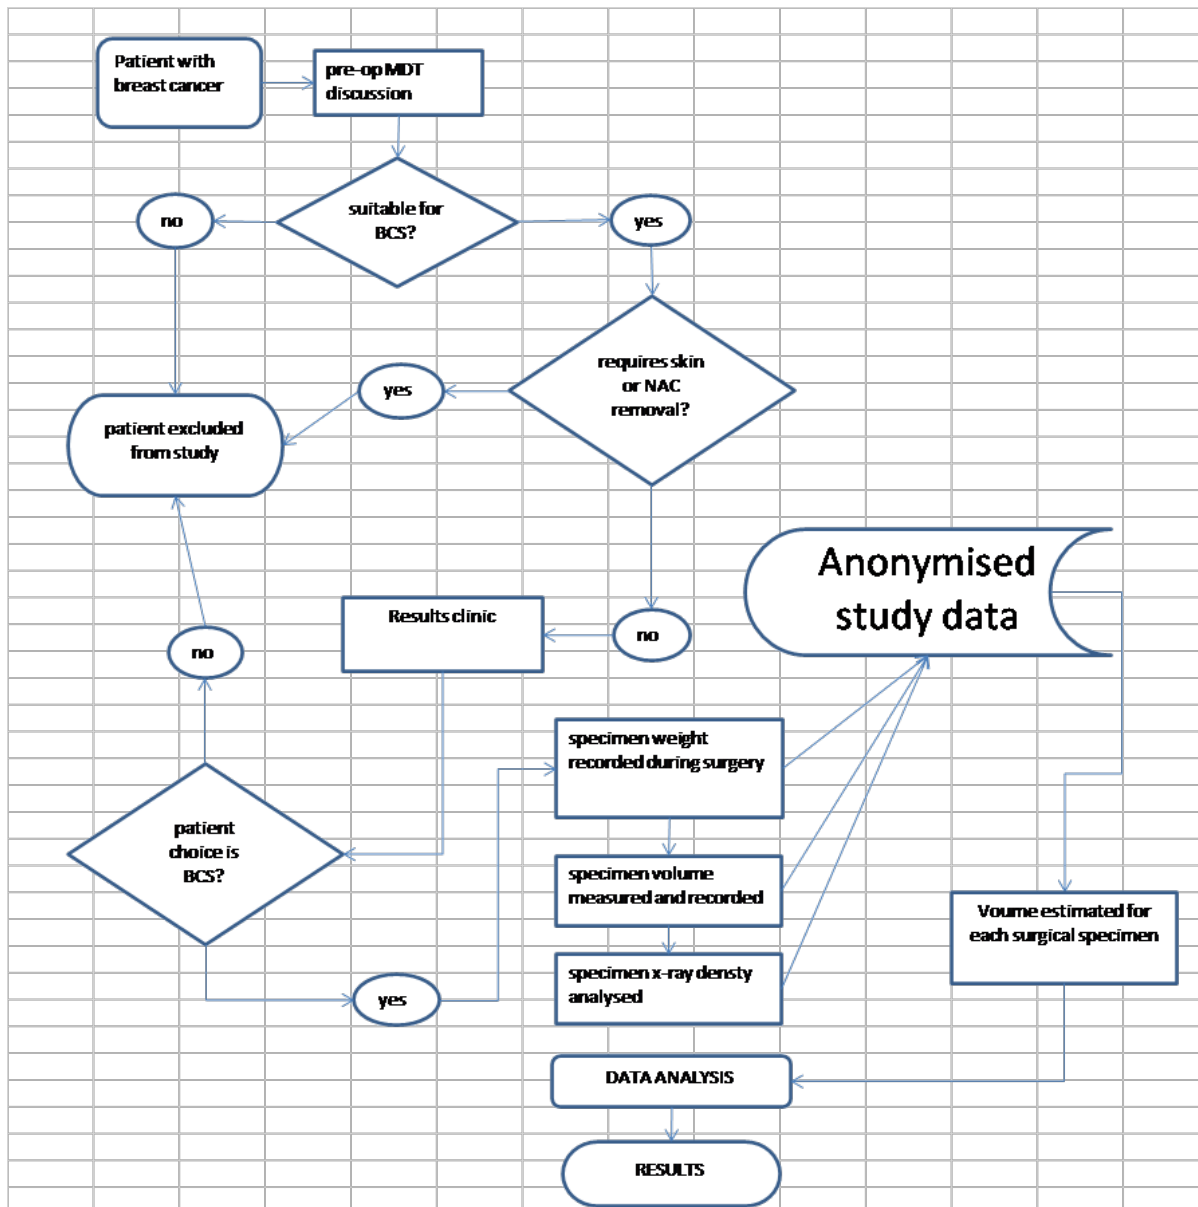 Patient with
breast cancer
pre-op MDT
discussion
suitable for
BCS?
no
yes
requires skin
or NAC
removal?
yes
patient excluded
from study
Anonymised
study data
Results clinic
no
no
specimen weight
recorded during surgery
patient
choice is
BCS?
specimen volume
measured and recorded
Voume estimated for
each surgical specimen
specimen x-ray densty
analysed
yes
DATA ANALYSIS
RESULTS